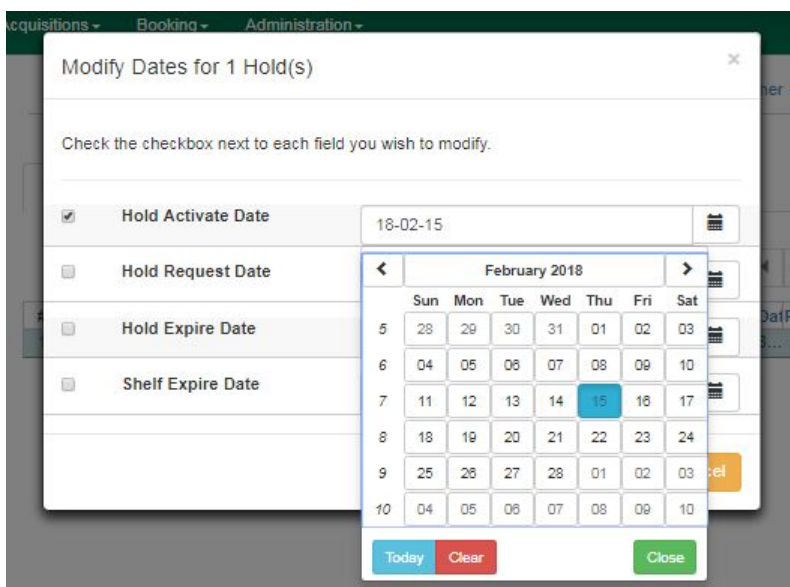 Acquisitions Booking Administration
Modify Dates for 1 Hold(s) ×
Check the checkbox next to each field you wish to modify.
Hold Activate Date 18-02-15
Hold Request Date
Hold Expire Date
Shelf Expire Date
February 2018
Sun Mon Tue Wed Thu Fri Sat
5 28 29 30 31 01 02 03
6 04 05 06 07 08 09 10
7 11 12 13 14 15 16 17
8 18 19 20 21 22 23 24
9 25 26 27 28 01 02 03
10 04 05 06 07 08 09 10
Today Clear Close